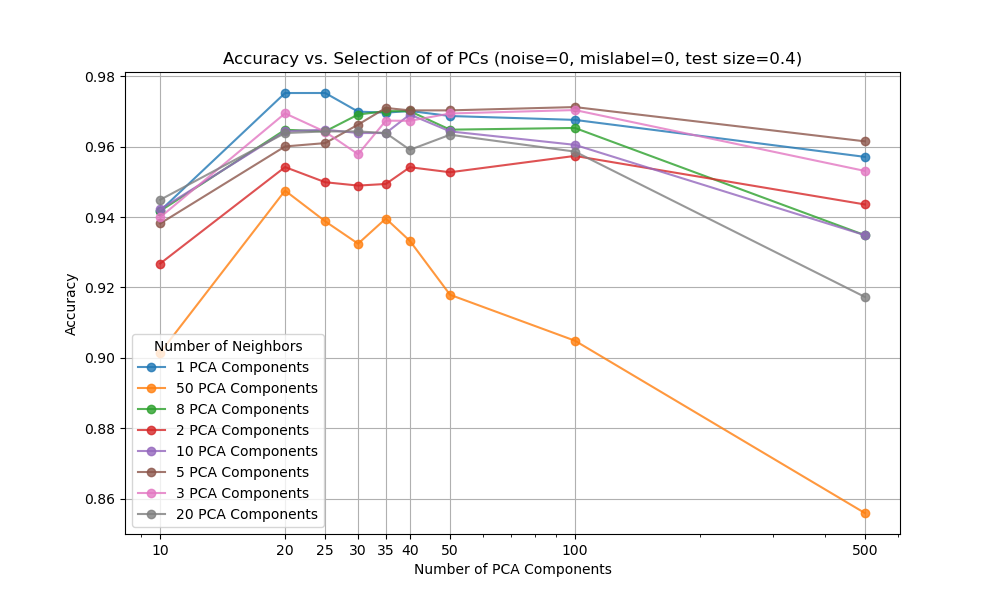 Accuracy vs. Selection of of PCs (noise=0, mislabel=0, test size=0.4)
0.98
0.96
0.94
0.92
0.90
0.88
0.86
Accuracy
Number of Neighbors
1 PCA Components
50 PCA Components
8 PCA Components
2 PCA Components
10 PCA Components
5 PCA Components
3 PCA Components
20 PCA Components
10 20 25 30 35 40 50 100 500
Number of PCA Components